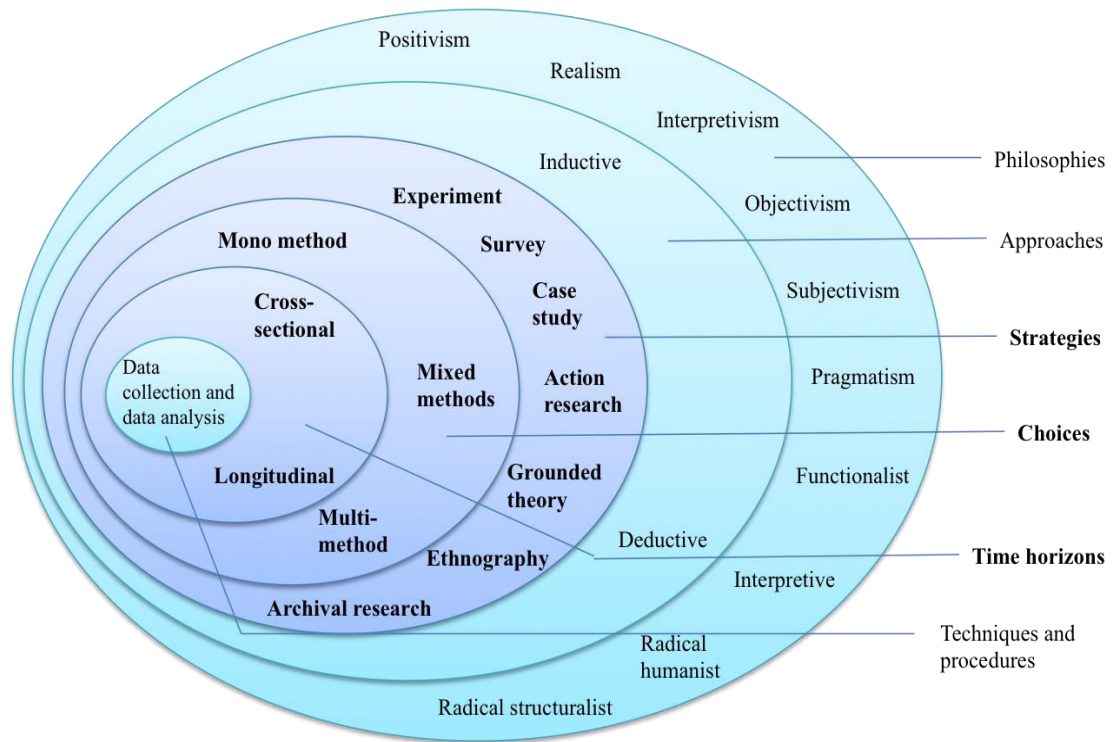 Positivism
Realism
Interpretivism
Objectivism
Subjectivism
Pragmatism
Functionalist
Interpretive
Radical
humanist
Radical structuralist
Inductive
Deductive
Experiment
Survey
Case
study
Action
research
Grounded
theory
Ethnography
Archival research
Mono method
Mixed
methods
Multi-
method
Cross-
sectional
Longitudinal
Data
collection and
data analysis
Philosophies
Approaches
Strategies
Choices
Time horizons
Techniques and
procedures